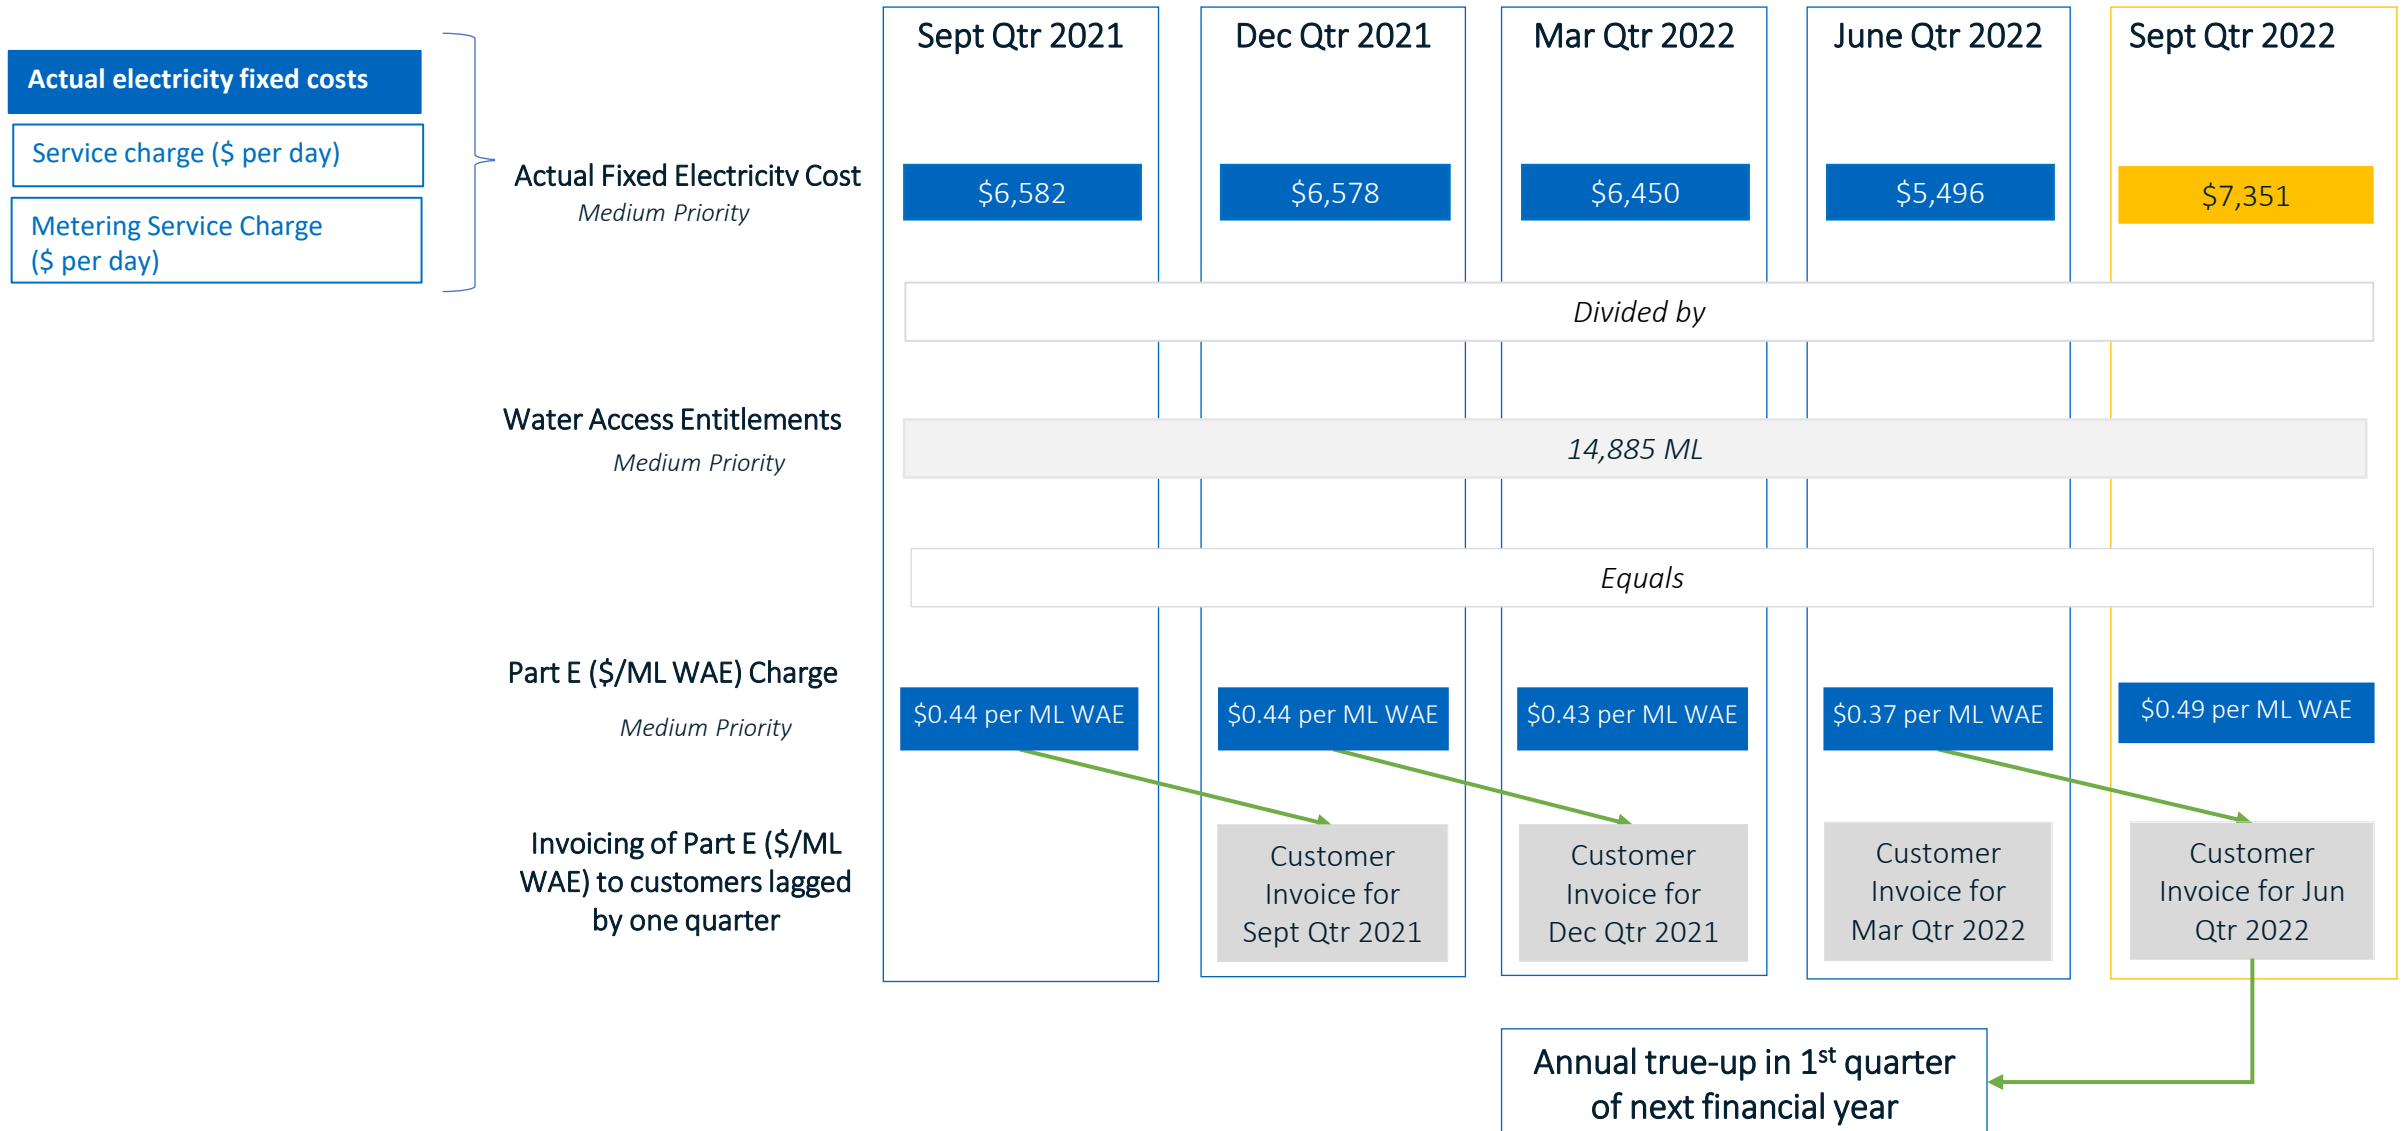 Sept Qtr 2021
Dec Qtr 2021
Mar Qtr 2022
June Qtr 2022
Sept Qtr 2022
Actual electricity fixed costs
Service charge ($ per day)
Metering Service Charge
($ per day)
Actual Fixed Electricity Cost
Medium Priority
$6,582
$6,578
$6,450
$5,496
$7,351
Divided by
Water Access Entitlements
Medium Priority
14,885 ML
Equals
Part E ($/ML WAE) Charge
Medium Priority
$0.44 per ML WAE
$0.44 per ML WAE
$0.43 per ML WAE
$0.37 per ML WAE
$0.49 per ML WAE
Invoicing of Part E ($/ML
WAE) to customers lagged
by one quarter
Customer
Invoice for
Sept Qtr 2021
Customer
Invoice for
Dec Qtr 2021
Customer
Invoice for
Mar Qtr 2022
Customer
Invoice for Jun
Qtr 2022
Annual true-up in 1st quarter
of next financial year